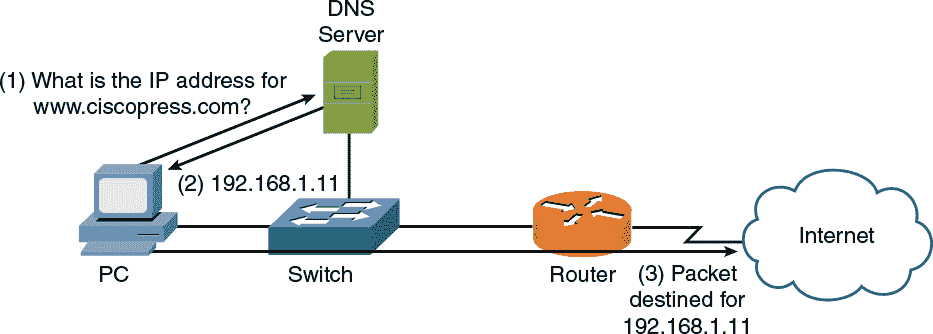 DNS
Server
(1) What is the IP address for
www.ciscopress.com?
(2) 192.168.1.11
Internet
PC
Switch
Router
(3) Packet
destined for
192.168.1.11